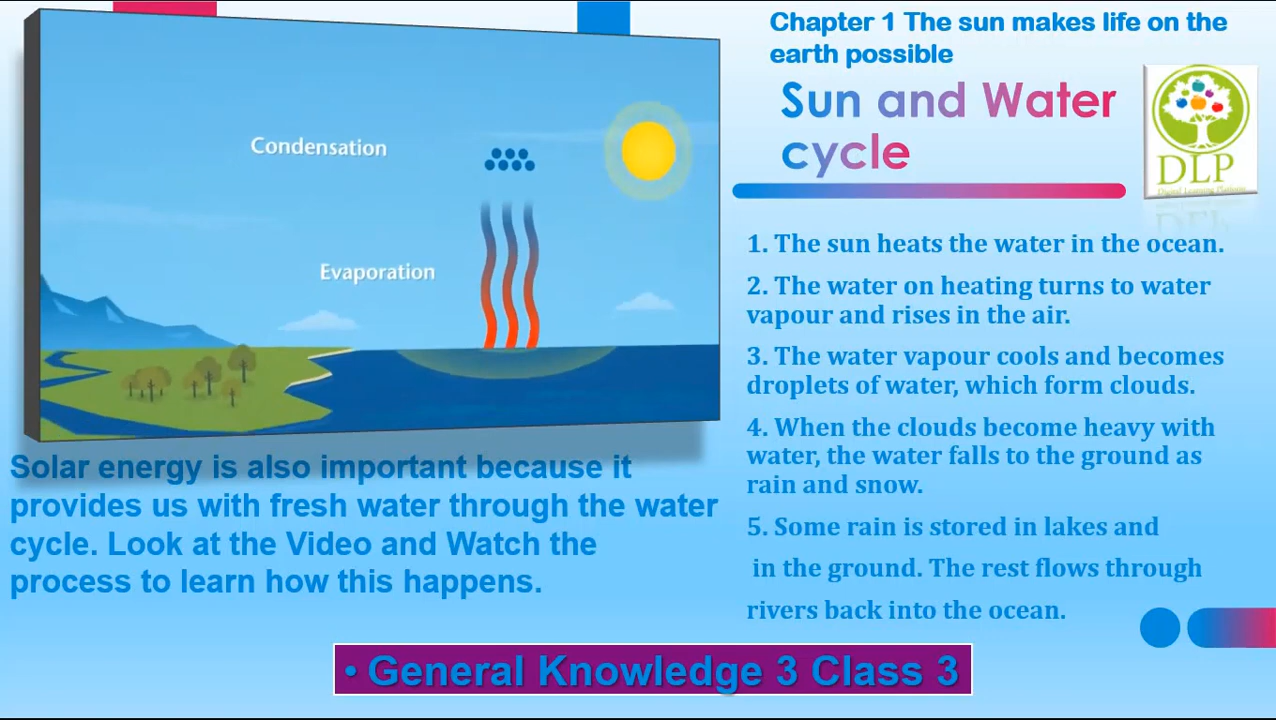 Chapter 1 The sun makes life on the
earth possible
Sun and Water
cycle
DLP
Digital Learning Platform
Condensation
Evaporation
1. The sun heats the water in the ocean.
2. The water on heating turns to water
vapour and rises in the air.
3. The water vapour cools and becomes
droplets of water, which form clouds.
4. When the clouds become heavy with
water, the water falls to the ground as
rain and snow.
5. Some rain is stored in lakes and
in the ground. The rest flows through
rivers back into the ocean.
Solar energy is also important because it
provides us with fresh water through the water
cycle. Look at the Video and Watch the
process to learn how this happens.
• General Knowledge 3 Class 3